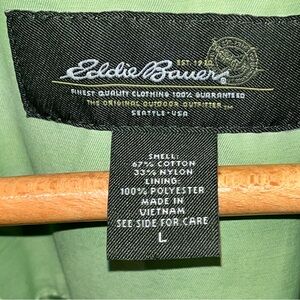 EST. 1920
Eddie Bauer®
FINEST QUALITY CLOTHING 100% GUARANTEED
THE ORIGINAL OUTDOOR OUTFITTER™
SEATTLE-USA
SHELL:
67% COTTON
33% NYLON
LINING:
100% POLYESTER
MADE IN
VIETNAM
SEE SIDE FOR CARE
L